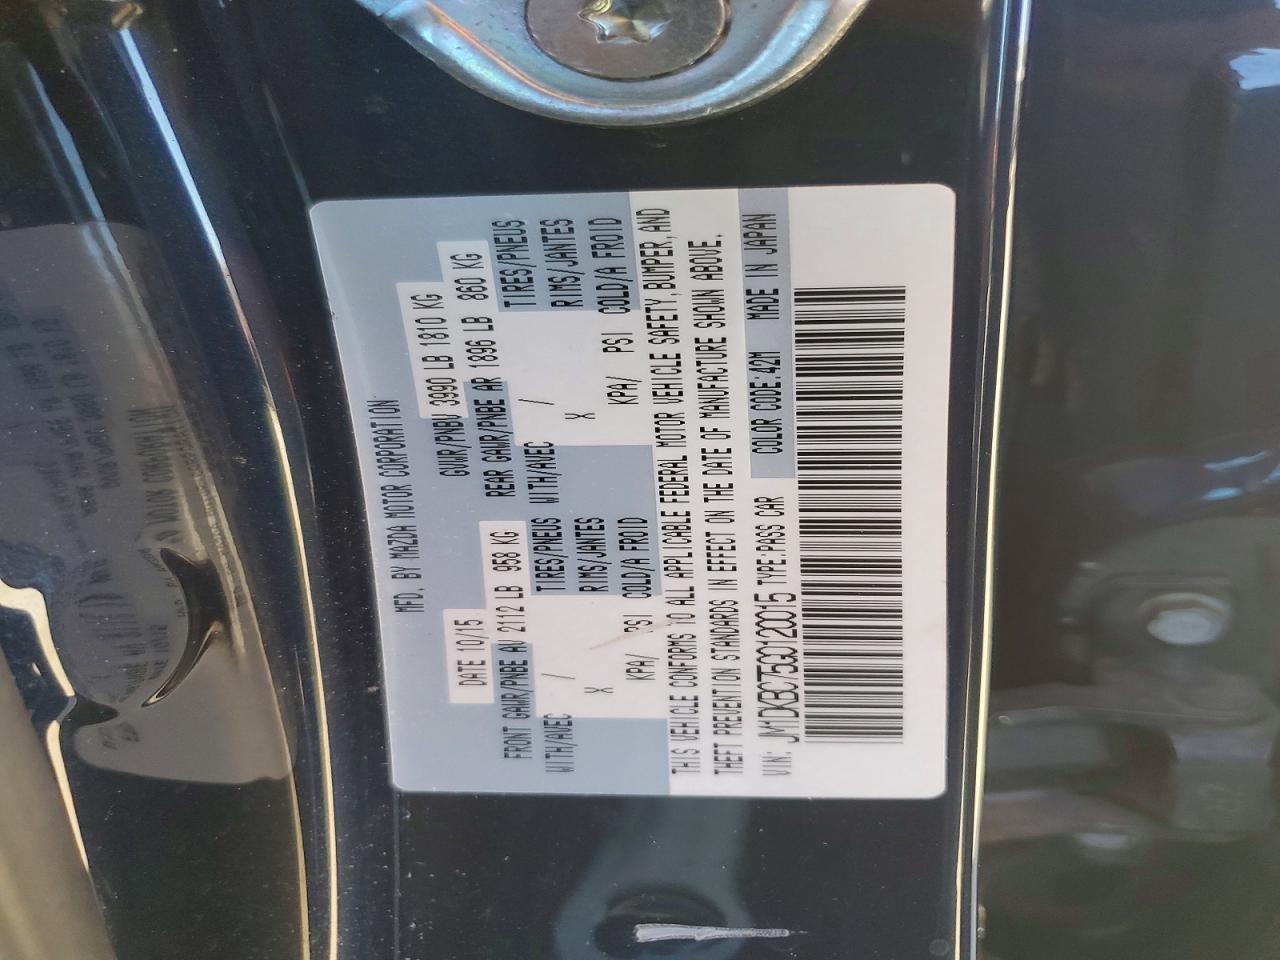 MFD. BY MAZDA MOTOR CORPORATION
DATE 10/15 GVWR/PNBV 3990 LB 1810 KG
FRONT GAWR/PNBE AV 2112 LB 958 KG REAR GAWR/PNBE AR 1896 LB 860 KG
WITH/AVEC / TIRES/PNEUS WITH/AVEC / TIRES/PNEUS
X RIMS/JANTES X RIMS/JANTES
KPA/ PSI COLD/A FROID KPA/ PSI COLD/A FROID
THIS VEHICLE CONFORMS TO ALL APPLICABLE FEDERAL MOTOR VEHICLE SAFETY, BUMPER, AND
THEFT PREVENTION STANDARDS IN EFFECT ON THE DATE OF MANUFACTURE SHOWN ABOVE.
VIN: JM1DKBC75G0120015 TYPE:PASS CAR COLOR CODE:42M MADE IN JAPAN